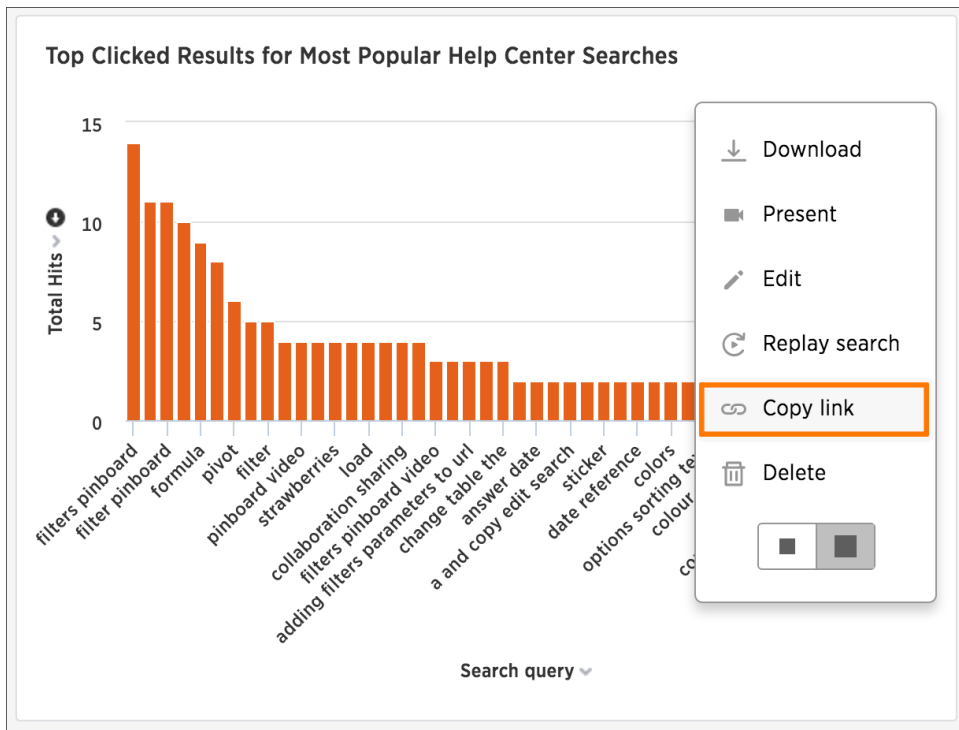 Top Clicked Results for Most Popular Help Center Searches
15
10
5
0
Total Hits
filters pinboard
filter pinboard
formula
pivot
filter
pinboard video
strawberries
load
collaboration sharing
filters pinboard video
adding filters parameters to url
change table the
answer date
a and copy edit search
sticker
date reference
colors
options sorting
colour
Search query
Download
Present
Edit
Replay search
Copy link
Delete